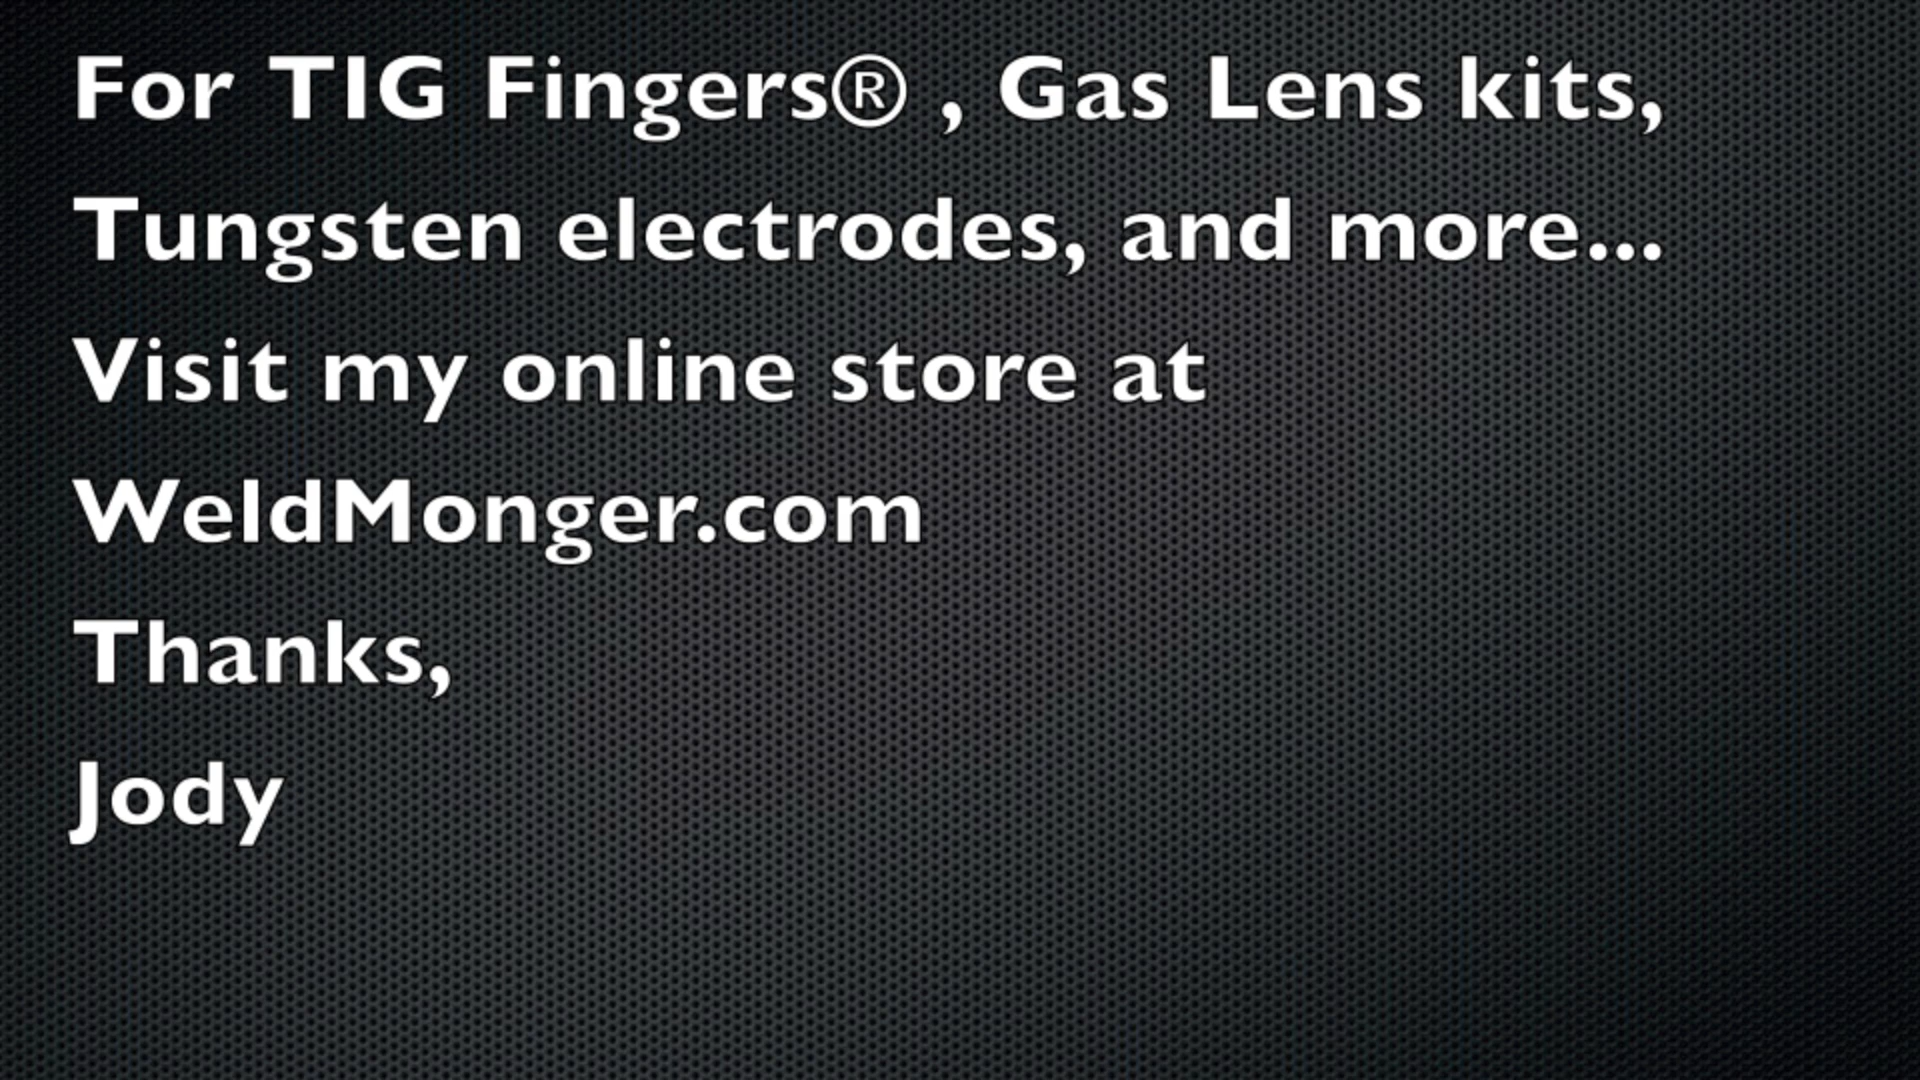 For TIG Fingers® , Gas Lens kits,
Tungsten electrodes, and more...
Visit my online store at
WeldMonger.com
Thanks,
Jody